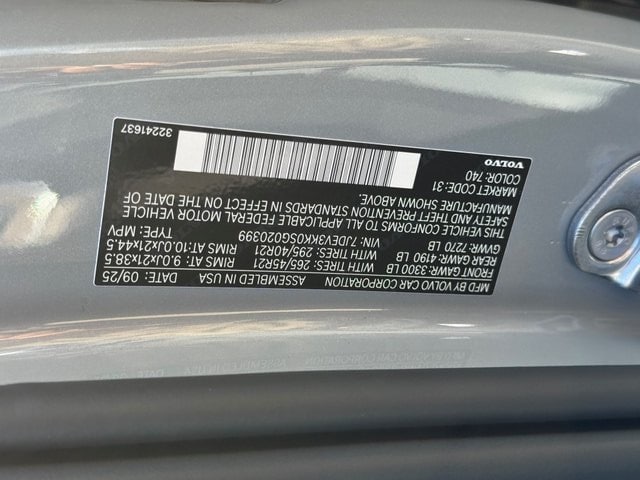 MFD BY VOLVO CAR CORPORATION ASSEMBLED IN USA 09/25
FRONT GAWR: 3300 LB WITH TIRES: 265/45R21 RIMS AT: 9.0Jx21x38.5
REAR GAWR: 4190 LB WITH TIRES: 295/40R21 RIMS AT: 10.0Jx21x44.5
GVWR: 7270 LB VIN: 7JDEV3KK0SG020399 TYPE: MPV
THIS VEHICLE CONFORMS TO ALL APPLICABLE FEDERAL MOTOR VEHICLE
SAFETY AND THEFT PREVENTION STANDARDS IN EFFECT ON THE DATE OF
MANUFACTURE SHOWN ABOVE.
MARKET CODE: 31
COLOR: 740
VOLVO
32241637